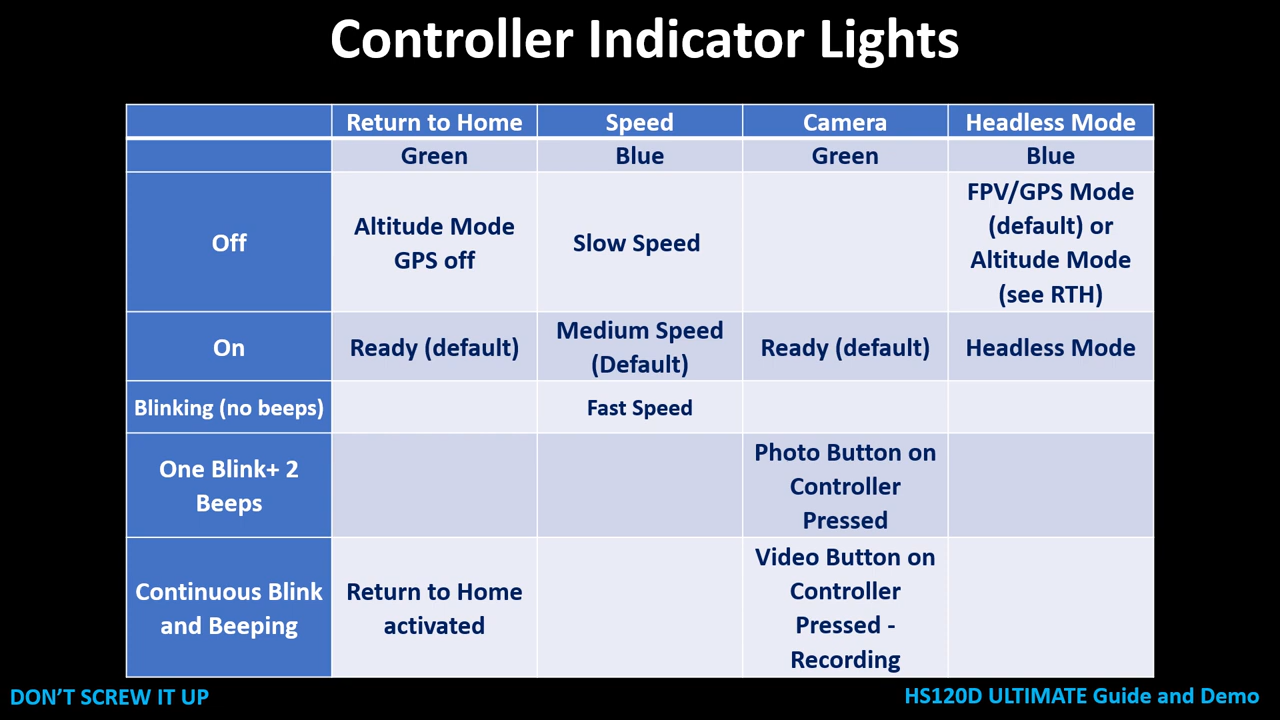 Controller Indicator Lights
Return to Home Speed Camera Headless Mode
Green Blue Green Blue
Off
Altitude Mode
GPS off
Slow Speed
FPV/GPS Mode
(default) or
Altitude Mode
(see RTH)
On
Ready (default)
Medium Speed
(Default)
Ready (default)
Headless Mode
Blinking (no beeps)
Fast Speed
One Blink+ 2
Beeps
Photo Button on
Controller
Pressed
Continuous Blink
and Beeping
Return to Home
activated
Video Button on
Controller
Pressed -
Recording
DON'T SCREW IT UP
HS120D ULTIMATE Guide and Demo